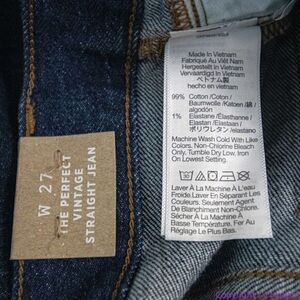 W 27
THE PERFECT
VINTAGE
STRAIGHT JEAN
Made In Vietnam
Fabriqué Au Viêt Nam
Hergestellt in Vietnam
Vervaardigd In Vietnam
ベトナム製
hecho en vietnam
99% Cotton /Coton /
Baumwolle /Katoen /綿/
algodón
1% Elastane /Élasthanne /
Elastan /Elastaan /
ポリウレタン /elastano
Machine Wash Cold With Like
Colors. Non-Chlorine Bleach
Only. Tumble Dry Low, Iron
On Lowest Setting.
Laver À La Machine À L'eau
Froide.Laver En Séparant Les
Couleurs. Seulement Agent
De Blanchiment Non-Chlore.
Sécher À La Machine À
Basse Température. Fer Au
Réglage Le Plus Bas.